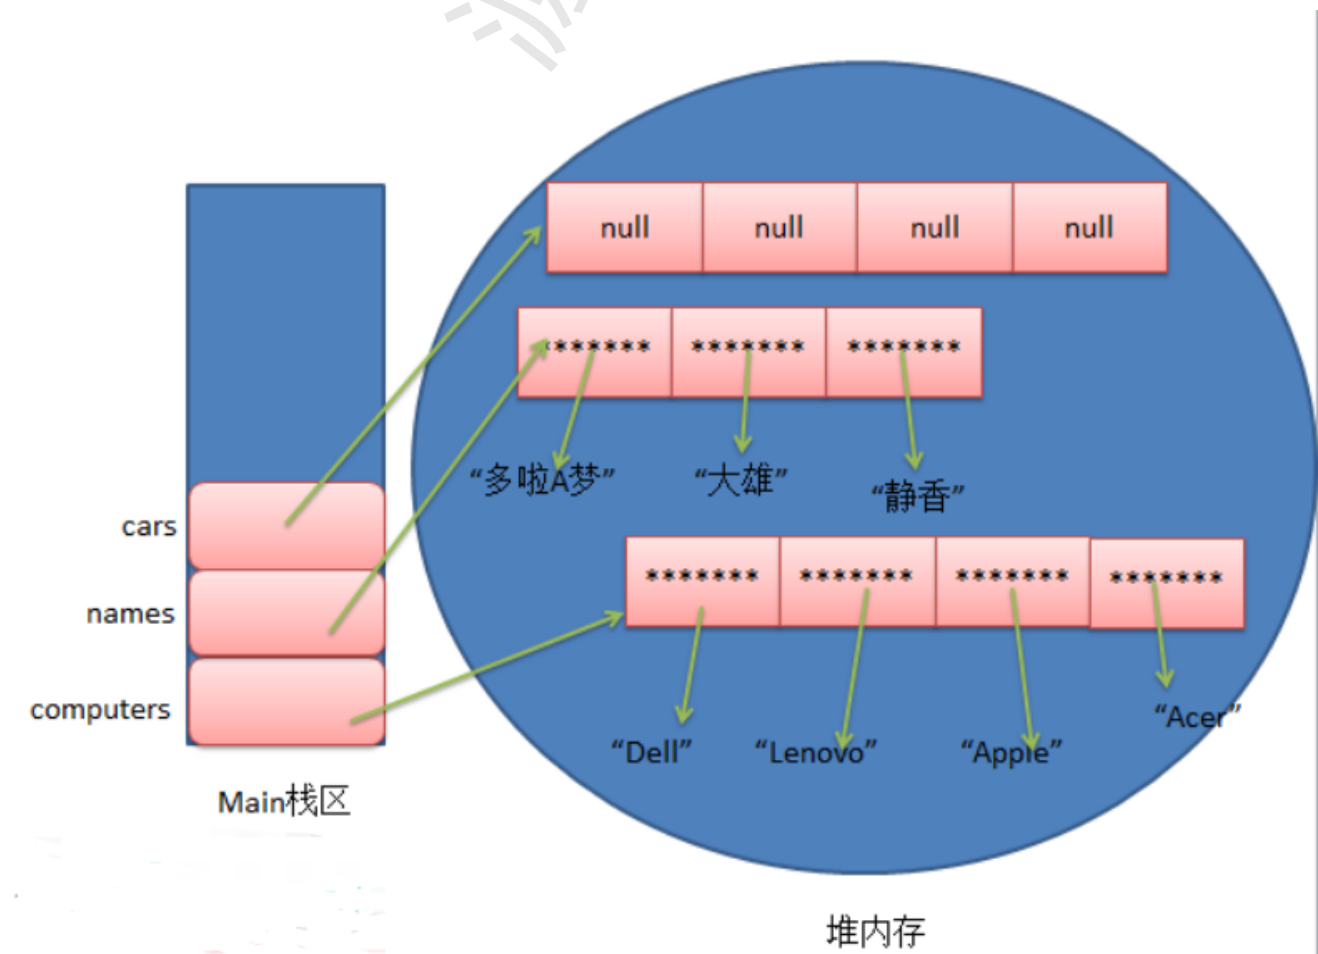 null null null null
******* ******* *******
“多啦A梦” “大雄” “静香”
cars
names
computers
******* ******* ******* *******
“Dell” “Lenovo” “Apple” “Acer”
Main栈区
堆内存